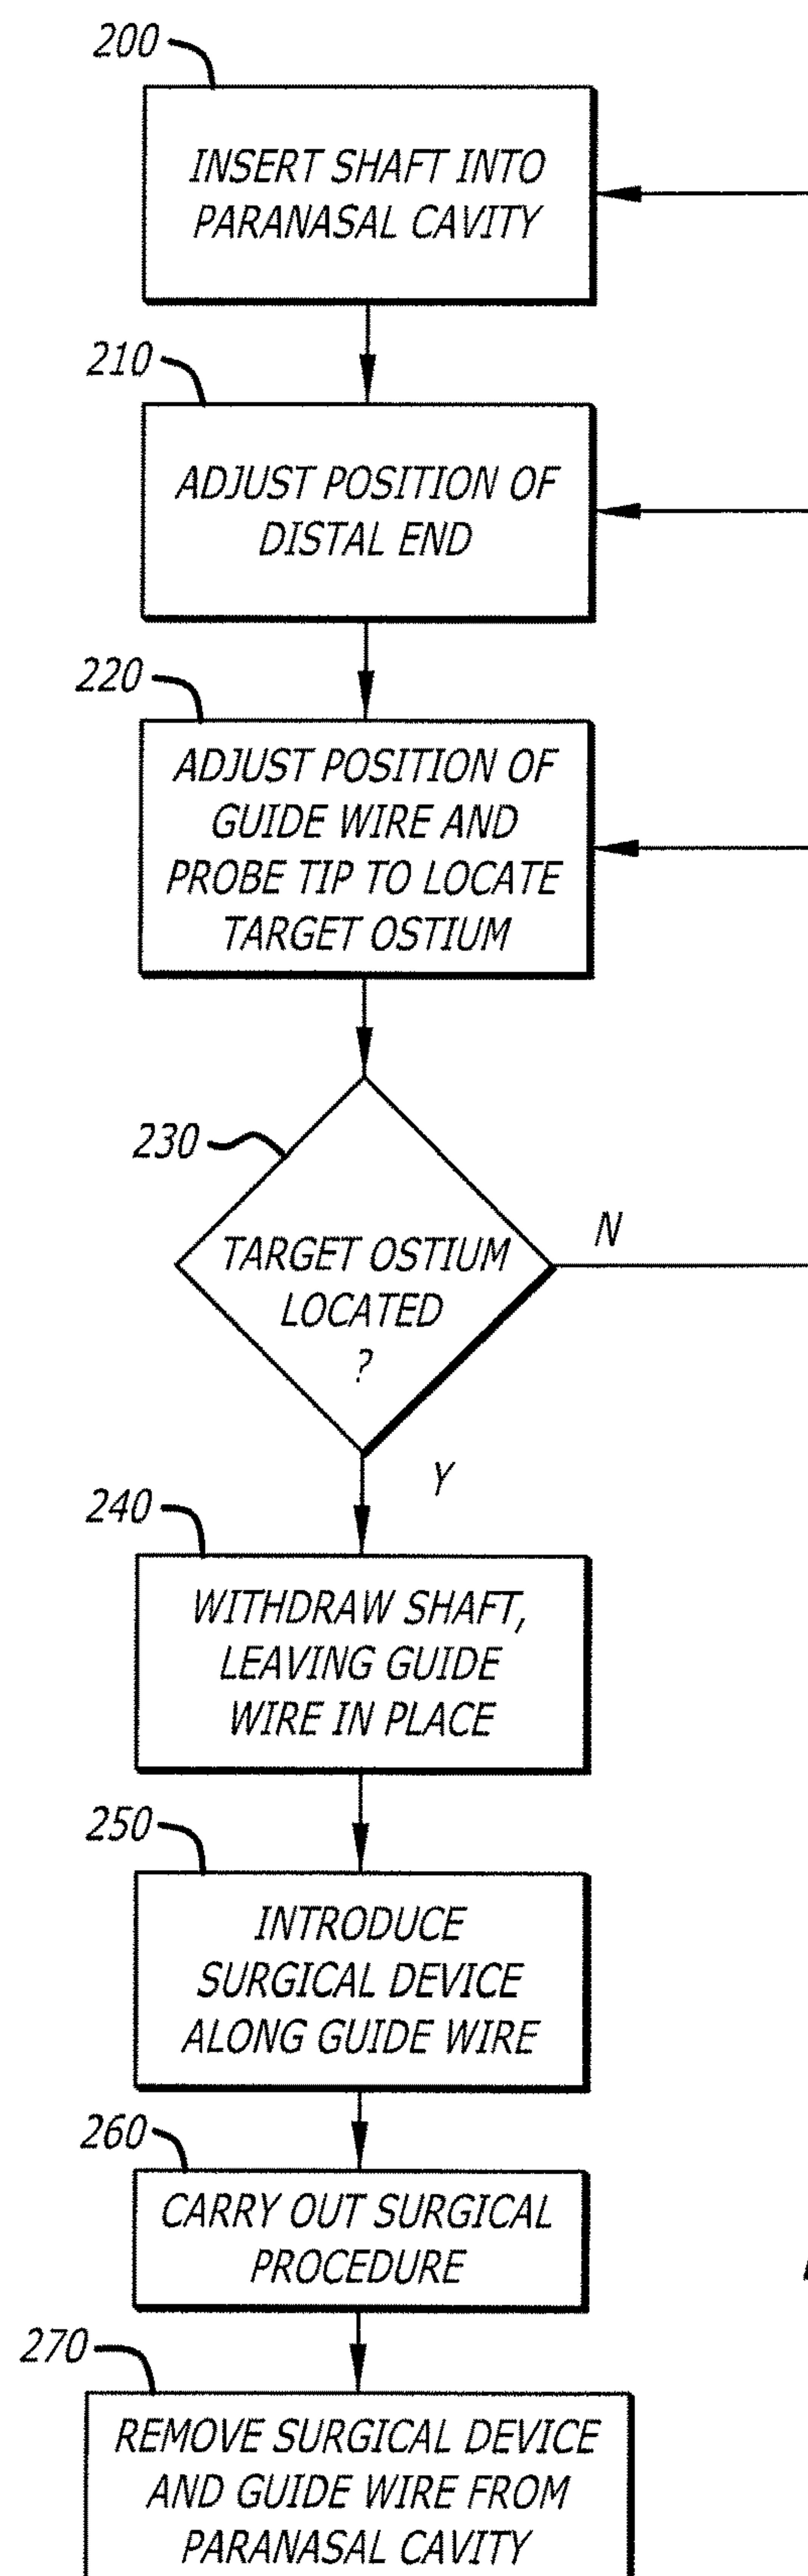 200
INSERT SHAFT INTO
PARANASAL CAVITY
210
ADJUST POSITION OF
DISTAL END
220
ADJUST POSITION OF
GUIDE WIRE AND
PROBE TIP TO LOCATE
TARGET OSTIUM
230
TARGET OSTIUM
LOCATED
?
N
Y
240
WITHDRAW SHAFT,
LEAVING GUIDE
WIRE IN PLACE
250
INTRODUCE
SURGICAL DEVICE
ALONG GUIDE WIRE
260
CARRY OUT SURGICAL
PROCEDURE
270
REMOVE SURGICAL DEVICE
AND GUIDE WIRE FROM
PARANASAL CAVITY